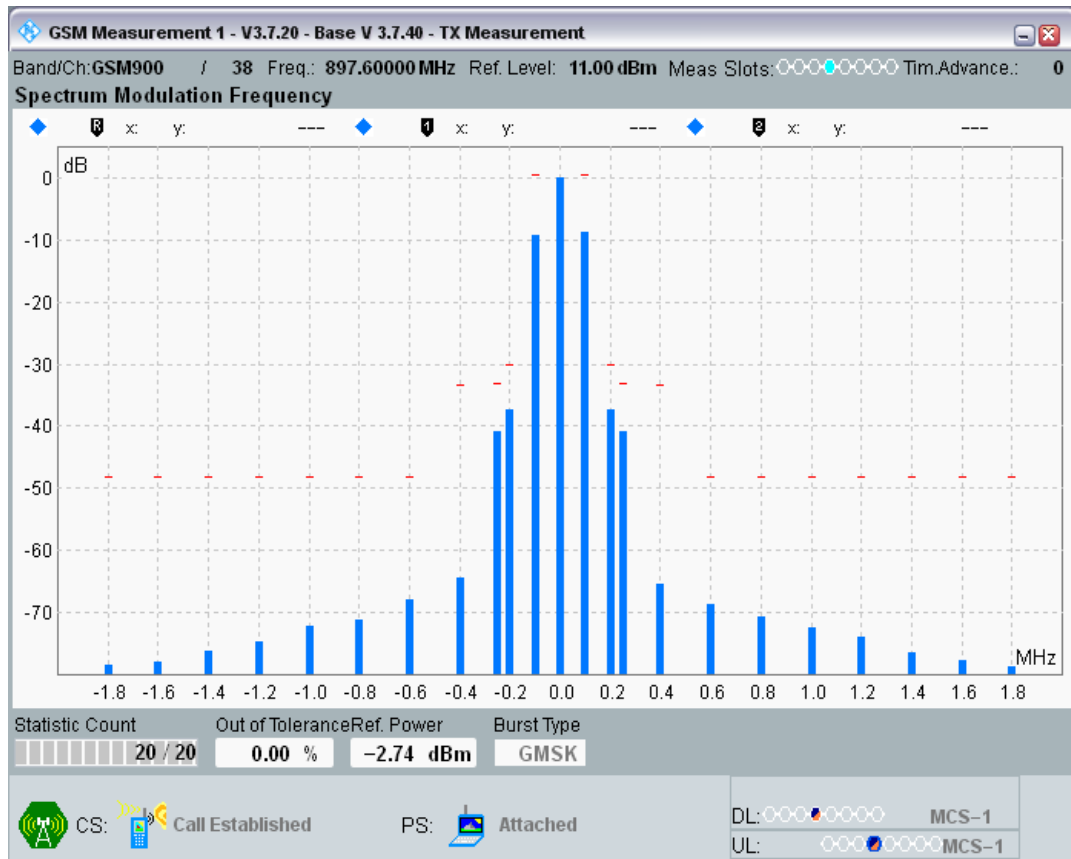 GSM Measurement 1 - V3.7.20 - Base V 3.7.40 - TX Measurement
Band/Ch:GSM900 / 38 Freq.: 897.60000 MHz Ref. Level: 11.00 dBm Meas Slots: Tim.Advance.: 0
Spectrum Modulation Frequency
R x: y: --- 1 x: y: --- 2 x: y: ---
dB
0
-10
-20
-30
-40
-50
-60
-70
MHz
-1.8 -1.6 -1.4 -1.2 -1.0 -0.8 -0.6 -0.4 -0.2 0.0 0.2 0.4 0.6 0.8 1.0 1.2 1.4 1.6 1.8
Statistic Count Out of Tolerance Ref. Power Burst Type
20 / 20 0.00 % -2.74 dBm GMSK
CS: Call Established PS: Attached DL: MCS-1
UL: MCS-1